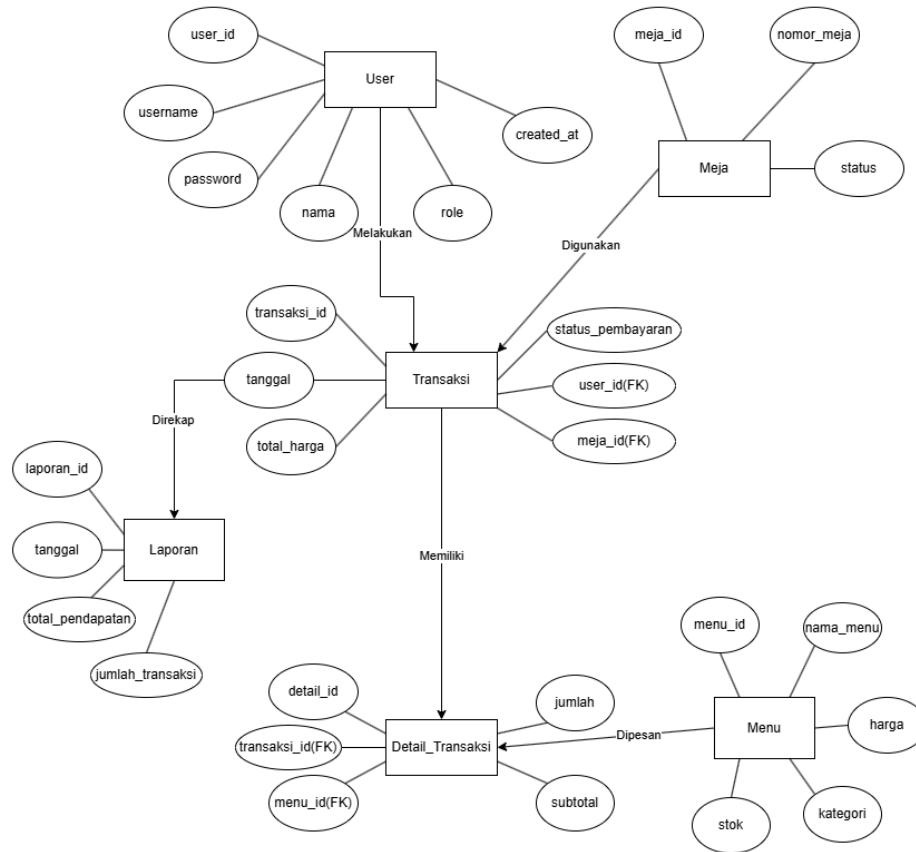 user_id
User
username
password
nama
role
created_at
meja_id
nomor_meja
Meja
status
Melakukan
Digunakan
transaksi_id
tanggal
total_harga
Transaksi
status_pembayaran
user_id(FK)
meja_id(FK)
Direkap
laporan_id
Laporan
tanggal
total_pendapatan
jumlah_transaksi
Memiliki
detail_id
transaksi_id(FK)
menu_id(FK)
Detail_Transaksi
jumlah
subtotal
Dipesan
menu_id
nama_menu
Menu
harga
stok
kategori